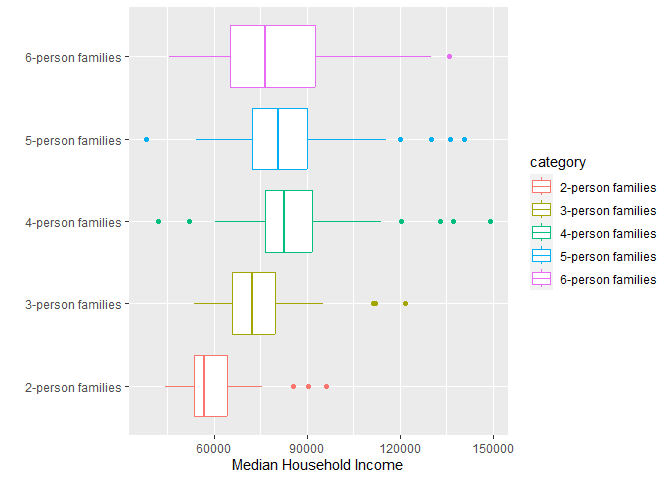 6-person families
5-person families
4-person families
3-person families
2-person families
60000
90000
120000
150000
Median Household Income
category
2-person families
3-person families
4-person families
5-person families
6-person families